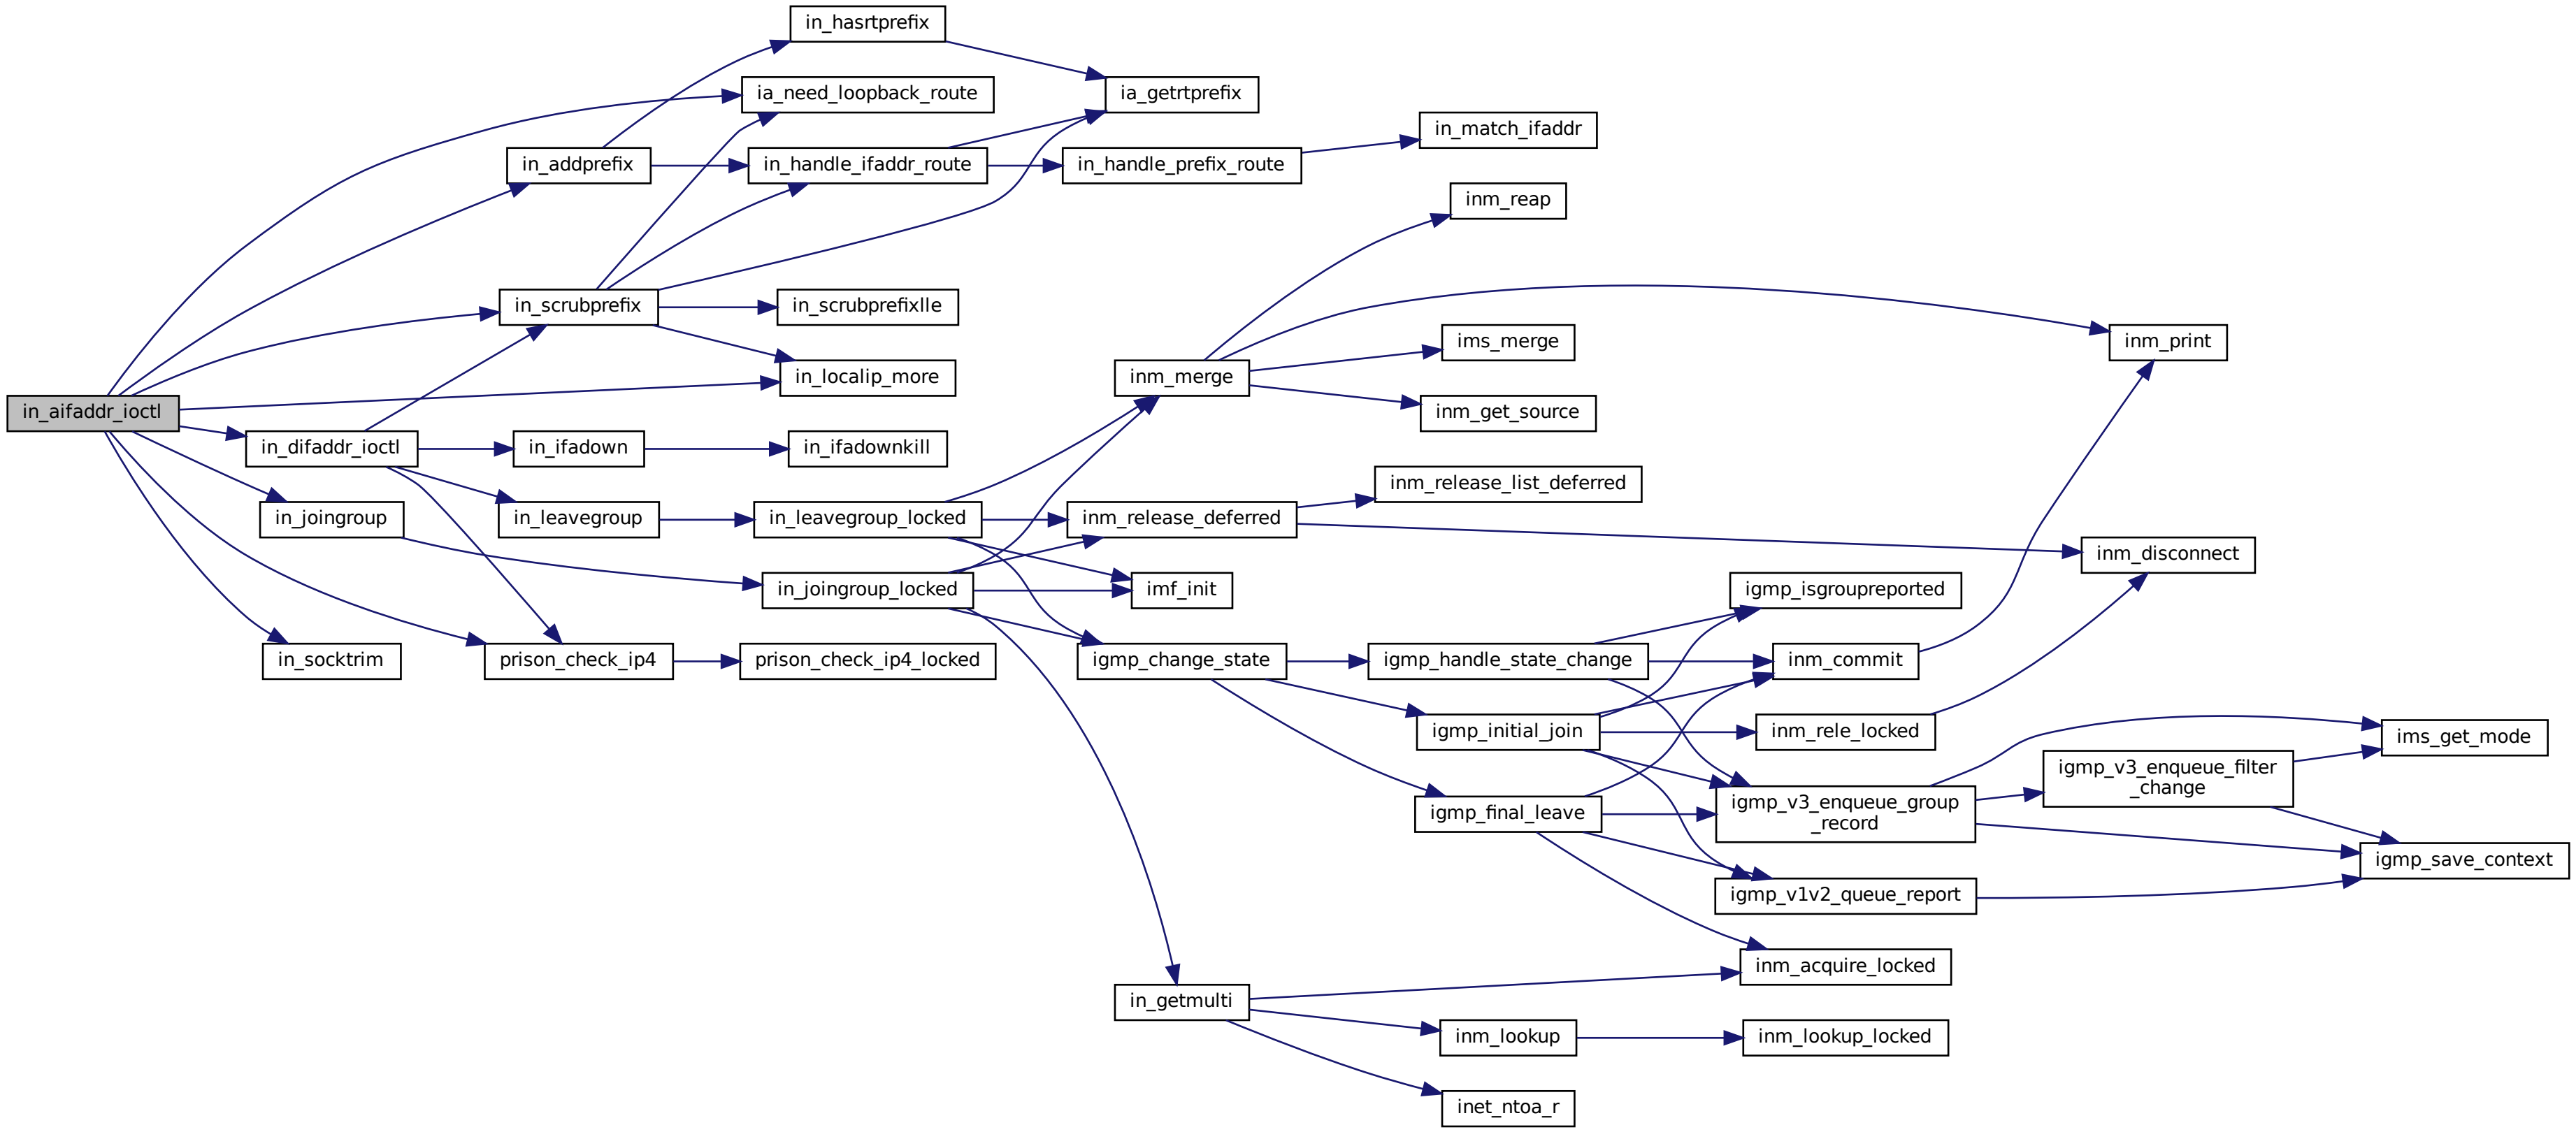 in_hasrtprefix
ia_need_loopback_route
ia_getrtprefix
in_match_ifaddr
in_addprefix
in_handle_ifaddr_route
in_handle_prefix_route
inm_reap
in_scrubprefix
in_scrubprefixlle
ims_merge
inm_print
in_localip_more
inm_merge
in_aifaddr_ioctl
inm_get_source
in_difaddr_ioctl
in_ifadown
in_ifadownkill
inm_release_list_deferred
in_joingroup
in_leavegroup
in_leavegroup_locked
inm_release_deferred
inm_disconnect
in_joingroup_locked
imf_init
igmp_isgroupreported
in_socktrim
prison_check_ip4
prison_check_ip4_locked
igmp_change_state
igmp_handle_state_change
inm_commit
igmp_initial_join
inm_rele_locked
ims_get_mode
igmp_v3_enqueue_filter
_change
igmp_final_leave
igmp_v3_enqueue_group
_record
igmp_save_context
igmp_v1v2_queue_report
inm_acquire_locked
in_getmulti
inm_lookup
inm_lookup_locked
inet_ntoa_r